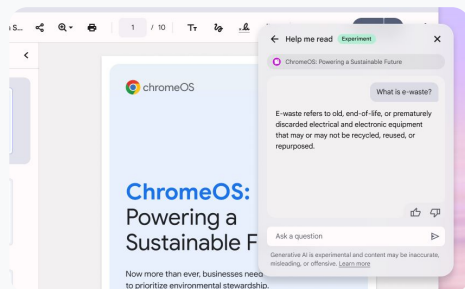 S...
1 / 10
Help me read Experiment
ChromeOS: Powering a Sustainable Future
What is e-waste?
E-waste refers to old, end-of-life, or prematurely
discarded electrical and electronic equipment
that may or may not be recycled, reused, or
repurposed.
Ask a question
Generative AI is experimental and content may be inaccurate,
misleading, or offensive. Learn more
chromeOS
ChromeOS:
Powering a
Sustainable F
Now more than ever, businesses need
to prioritize environmental stewardship.